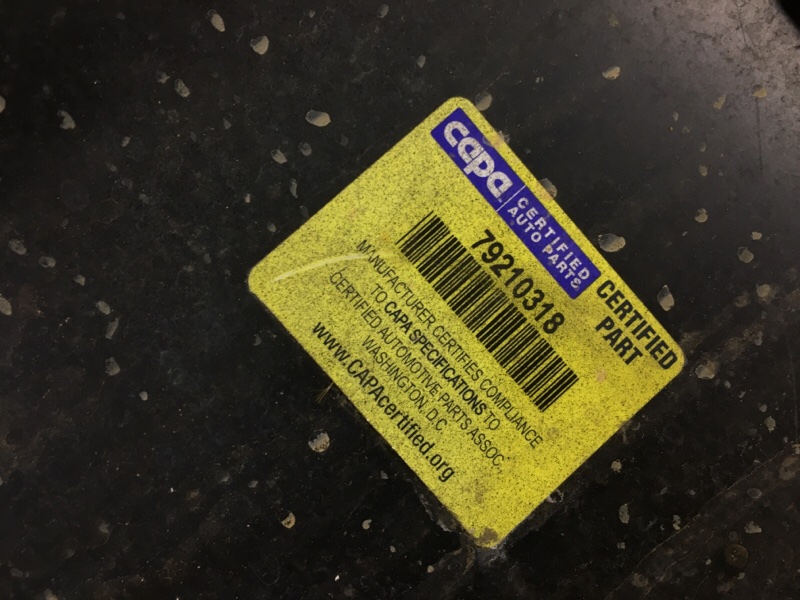 capa
CERTIFIED
AUTO PARTS
CERTIFIED
PART
79210318
MANUFACTURER CERTIFIES COMPLIANCE
TO CAPA SPECIFICATIONS TO
CERTIFIED AUTOMOTIVE PARTS ASSOC.,
WASHINGTON, D.C
www.CAPAcertified.org